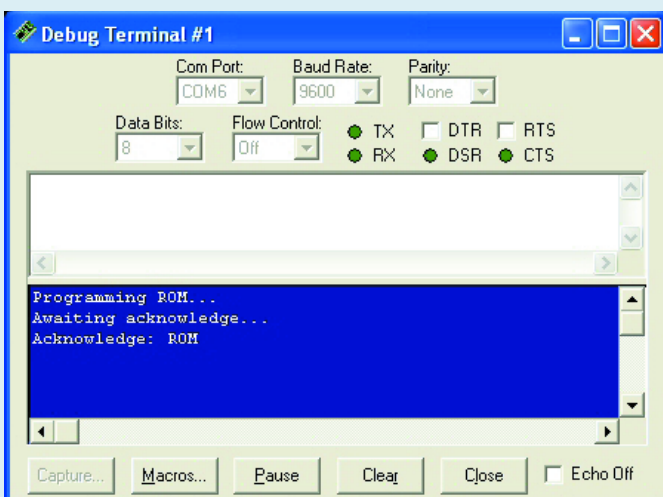 Debug Terminal #1
Com Port: Baud Rate: Parity:
COM6 9600 None
Data Bits: Flow Control: TX DTR RTS
8 Off RX DSR CTS
Programming ROM...
Awaiting acknowledge...
Acknowledge: ROM
Capture... Macros... Pause Clear Close Echo Off